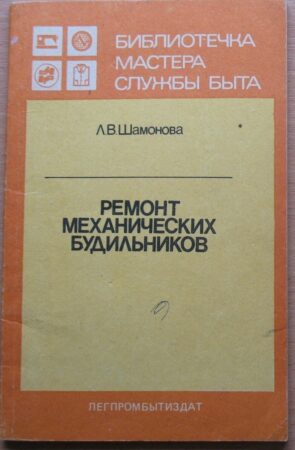 БИБЛИОТЕЧКА
МАСТЕРА
СЛУЖБЫ БЫТА
Л.В.Шамонова
РЕМОНТ
МЕХАНИЧЕСКИХ
БУДИЛЬНИКОВ
ЛЕГПРОМБЫТИЗДАТ